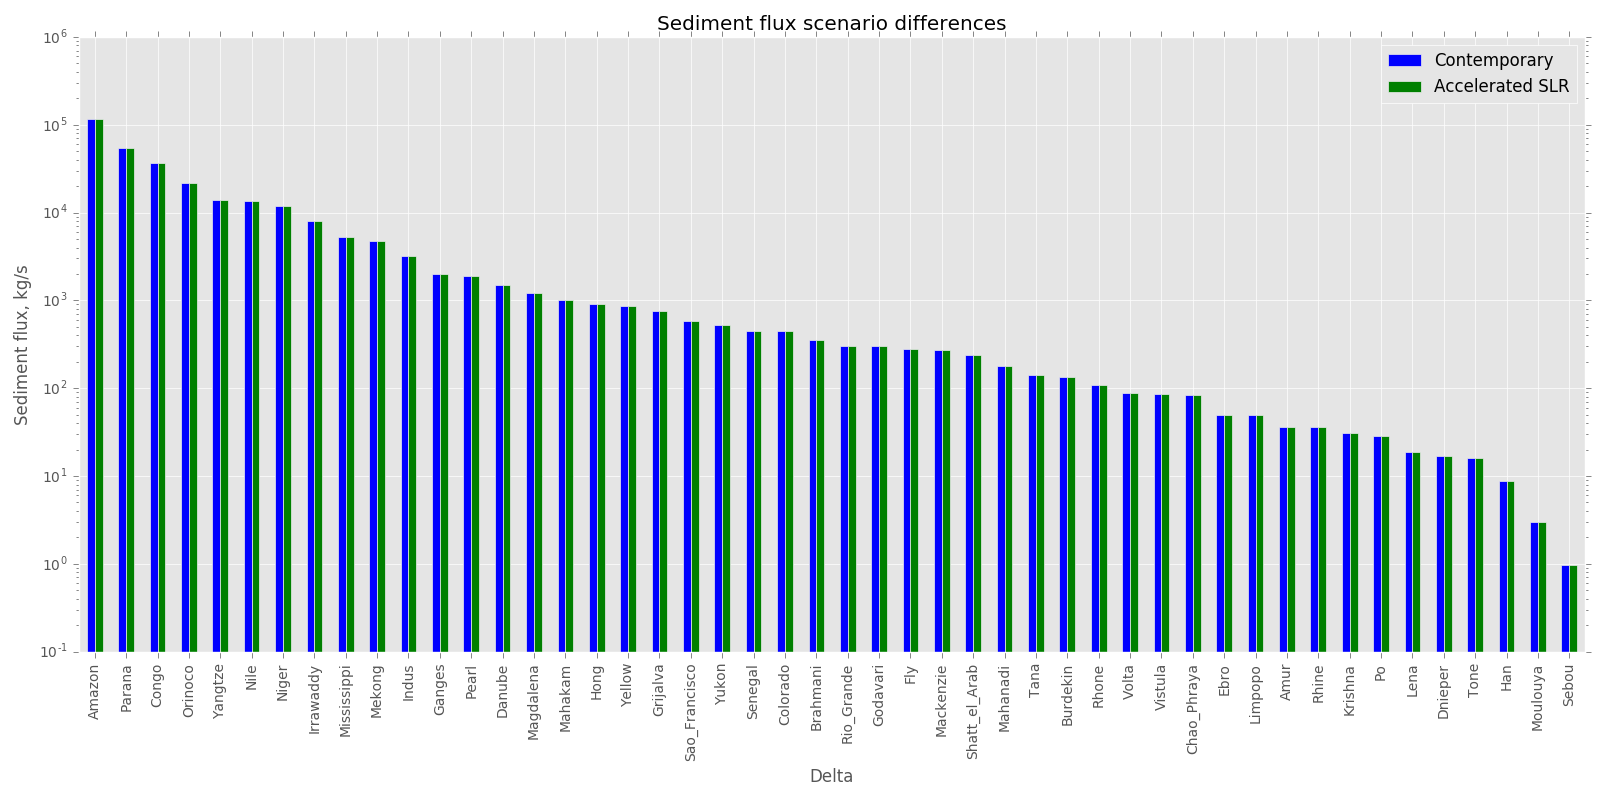 Sediment flux scenario differences
Contemporary
Accelerated SLR
Sediment flux, kg/s
10^6
10^5
10^4
10^3
10^2
10^1
10^0
10^-1
Amazon
Parana
Congo
Orinoco
Yangtze
Nile
Niger
Irrawaddy
Mississippi
Mekong
Indus
Ganges
Pearl
Danube
Magdalena
Mahakam
Hong
Yellow
Grijalva
Sao_Francisco
Yukon
Senegal
Colorado
Brahmani
Rio_Grande
Godavari
Fly
Mackenzie
Shatt_el_Arab
Mahanadi
Tana
Burdekin
Rhone
Volta
Vistula
Chao_Phraya
Ebro
Limpopo
Amur
Rhine
Krishna
Po
Lena
Dnieper
Tone
Han
Moulouya
Sebou
Delta